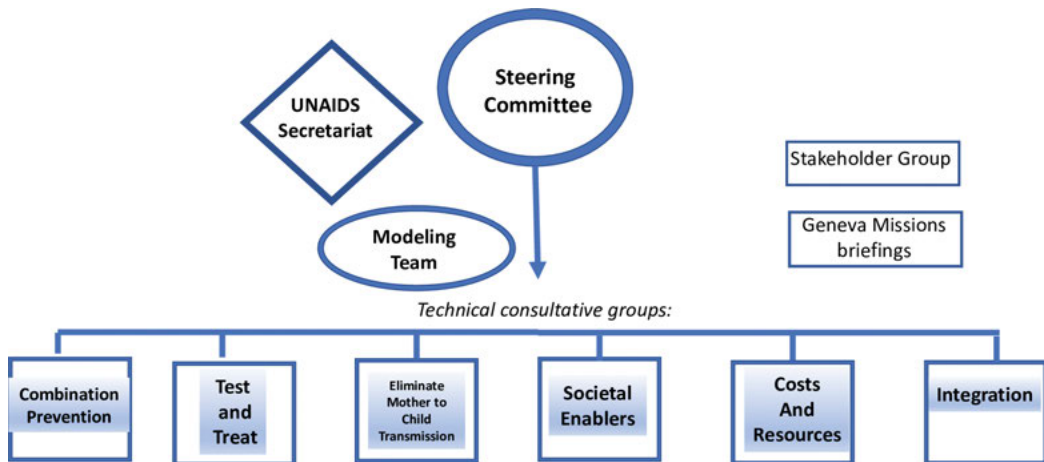 Steering
Committee
UNAIDS
Secretariat
Stakeholder Group
Modeling
Team
Geneva Missions
briefings
Technical consultative groups:
Combination
Prevention
Test
and
Treat
Eliminate
Mother to
Child
Transmission
Societal
Enablers
Costs
And
Resources
Integration